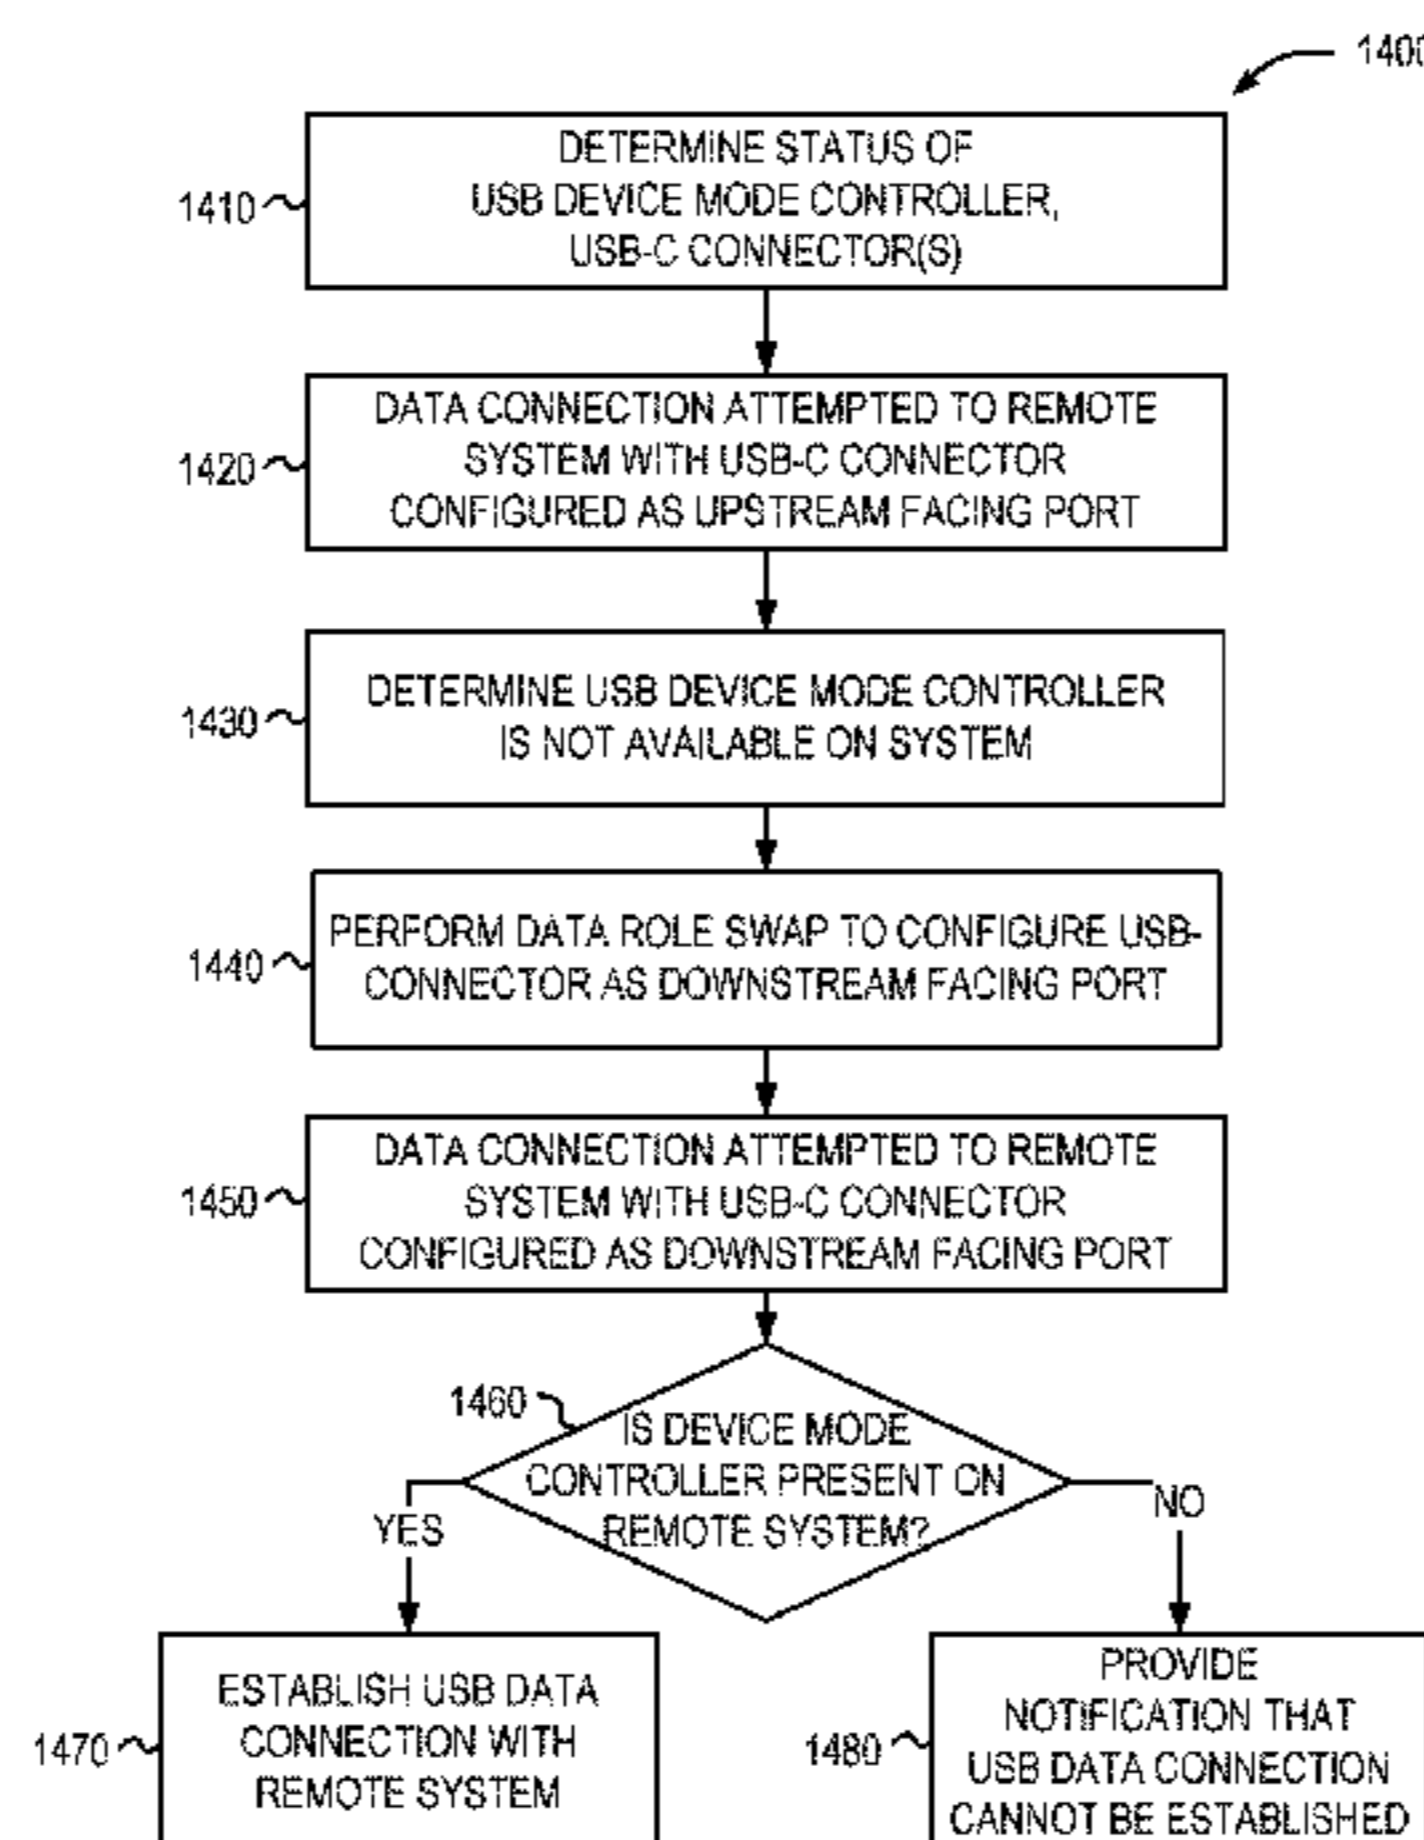 1400
1410
DETERMINE STATUS OF
USB DEVICE MODE CONTROLLER,
USB-C CONNECTOR(S)
1420
DATA CONNECTION ATTEMPTED TO REMOTE
SYSTEM WITH USB-C CONNECTOR
CONFIGURED AS UPSTREAM FACING PORT
1430
DETERMINE USB DEVICE MODE CONTROLLER
IS NOT AVAILABLE ON SYSTEM
1440
PERFORM DATA ROLE SWAP TO CONFIGURE USB-
CONNECTOR AS DOWNSTREAM FACING PORT
1450
DATA CONNECTION ATTEMPTED TO REMOTE
SYSTEM WITH USB-C CONNECTOR
CONFIGURED AS DOWNSTREAM FACING PORT
1460
IS DEVICE MODE
CONTROLLER PRESENT ON
REMOTE SYSTEM?
YES
NO
1470
ESTABLISH USB DATA
CONNECTION WITH
REMOTE SYSTEM
1480
PROVIDE
NOTIFICATION THAT
USB DATA CONNECTION
CANNOT BE ESTABLISHED